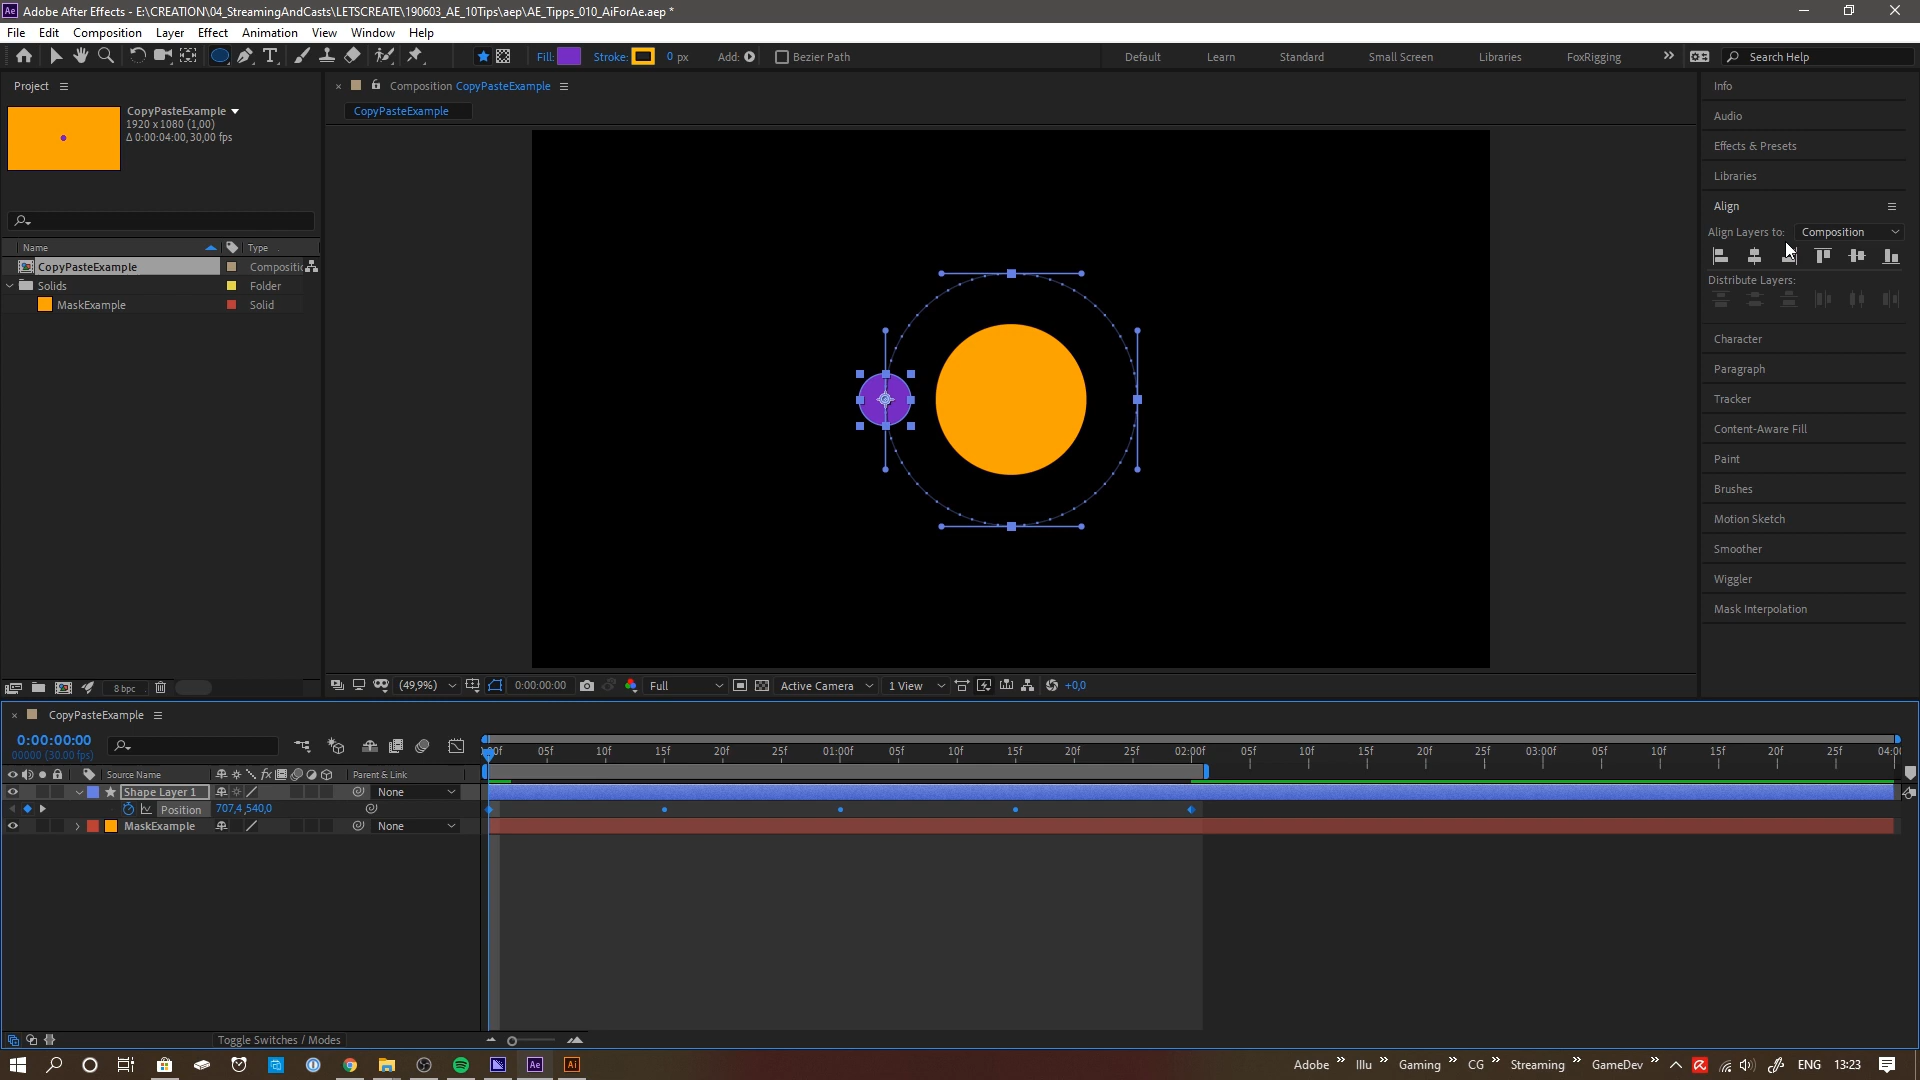 Ae Adobe After Effects - E:\CREATION\04_StreamingAndCasts\LETSCREATE\190603_AE_10Tips\aep\AE_Tipps_010_AiForAe.aep *
File Edit Composition Layer Effect Animation View Window Help
Fill: Stroke: 0 px Add: Bezier Path Default Learn Standard Small Screen Libraries FoxRigging Search Help
Project
CopyPasteExample
1920 x 1080 (1,00)
Δ 0:00:04:00, 30,00 fps
Name Type
CopyPasteExample Compositic
Solids Folder
MaskExample Solid
8 bpc
Composition CopyPasteExample
CopyPasteExample
(49,9%) 0:00:00:00 Full Active Camera 1 View +0,0
Info
Audio
Effects & Presets
Libraries
Align
Align Layers to: Composition
Distribute Layers:
Character
Paragraph
Tracker
Content-Aware Fill
Paint
Brushes
Motion Sketch
Smoother
Wiggler
Mask Interpolation
CopyPasteExample
0:00:00:00
00000 (30.00 fps)
05f 10f 15f 20f 25f 01:00f 05f 10f 15f 20f 25f 02:00f 05f 10f 15f 20f 25f 03:00f 05f 10f 15f 20f 25f 04:00
Source Name fx Parent & Link
Shape Layer 1 None
Position 707,4,540,0
MaskExample None
Toggle Switches / Modes
Ae Ai Adobe Illu Gaming CG Streaming GameDev ENG 13:23